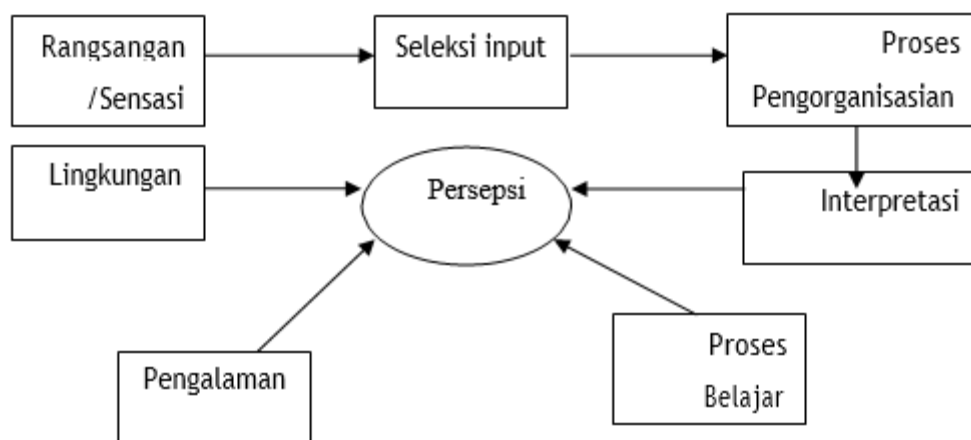 Rangsangan
/Sensasi
Seleksi input
Proses
Pengorganisasian
Lingkungan
Persepsi
Interpretasi
Pengalaman
Proses
Belajar